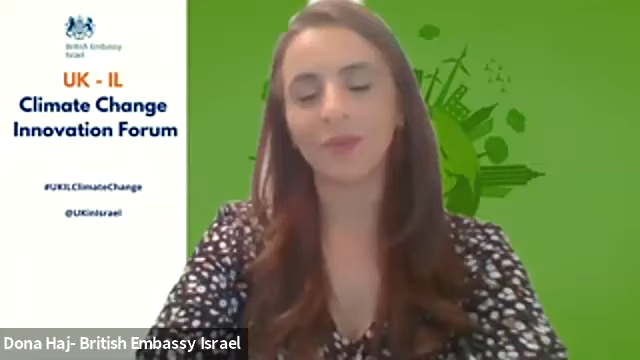 British Embassy
Israel
UK - IL
Climate Change
Innovation Forum
#UKILClimateChange
@UKinIsrael
Dona Haj- British Embassy Israel